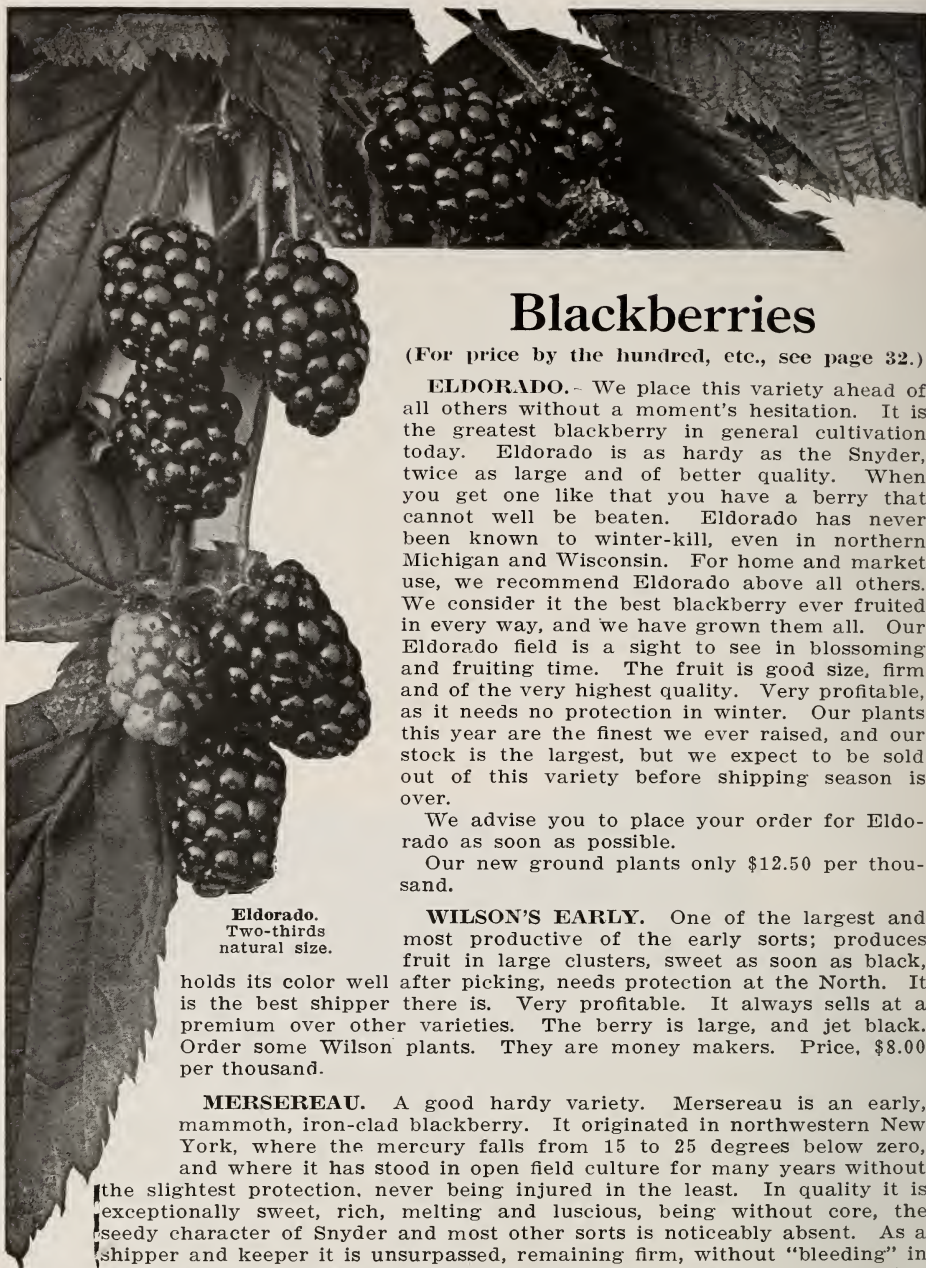 Blackberries
(For price by the hundred, etc., see page 32.)
ELDORADO.- We place this variety ahead of
all others without a moment's hesitation. It is
the greatest blackberry in general cultivation
today. Eldorado is as hardy as the Snyder,
twice as large and of better quality. When
you get one like that you have a berry that
cannot well be beaten. Eldorado has never
been known to winter-kill, even in northern
Michigan and Wisconsin. For home and market
use, we recommend Eldorado above all others.
We consider it the best blackberry ever fruited
in every way, and we have grown them all. Our
Eldorado field is a sight to see in blossoming
and fruiting time. The fruit is good size, firm
and of the very highest quality. Very profitable,
as it needs no protection in winter. Our plants
this year are the finest we ever raised, and our
stock is the largest, but we expect to be sold
out of this variety before shipping season is
over.
We advise you to place your order for Eldo-
rado as soon as possible.
Our new ground plants only $12.50 per thou-
sand.
Eldorado.
Two-thirds
natural size.
WILSON'S EARLY. One of the largest and
most productive of the early sorts; produces
fruit in large clusters, sweet as soon as black,
holds its color well after picking, needs protection at the North. It
is the best shipper there is. Very profitable. It always sells at a
premium over other varieties. The berry is large, and jet black.
Order some Wilson plants. They are money makers. Price, $8.00
per thousand.
MERSEREAU. A good hardy variety. Mersereau is an early,
mammoth, iron-clad blackberry. It originated in northwestern New
York, where the mercury falls from 15 to 25 degrees below zero,
and where it has stood in open field culture for many years without
the slightest protection, never being injured in the least. In quality it is
exceptionally sweet, rich, melting and luscious, being without core, the
seedy character of Snyder and most other sorts is noticeably absent. As a
shipper and keeper it is unsurpassed, remaining firm, without "bleeding" in